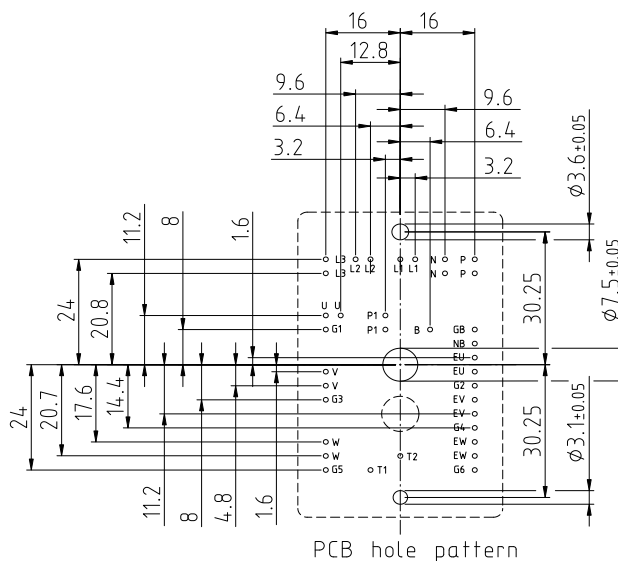 16 16
12.8
9.6 9.6
6.4 6.4
3.2 3.2
Ø3.6±0.05
11.2 8 1.6
Ø7.5±0.05
L3 L2 L2 L1 L1 N P
L3 N P
24 20.8 30.25
U U P1
G1 P1 B GB
NB
EU
V EU
V G2
G3 EV
EV
G4
24 20.7 17.6 14.4
W EW
W T2 EW
G5 T1 G6
30.25
Ø3.1±0.05
11.2 8 4.8 1.6
PCB hole pattern